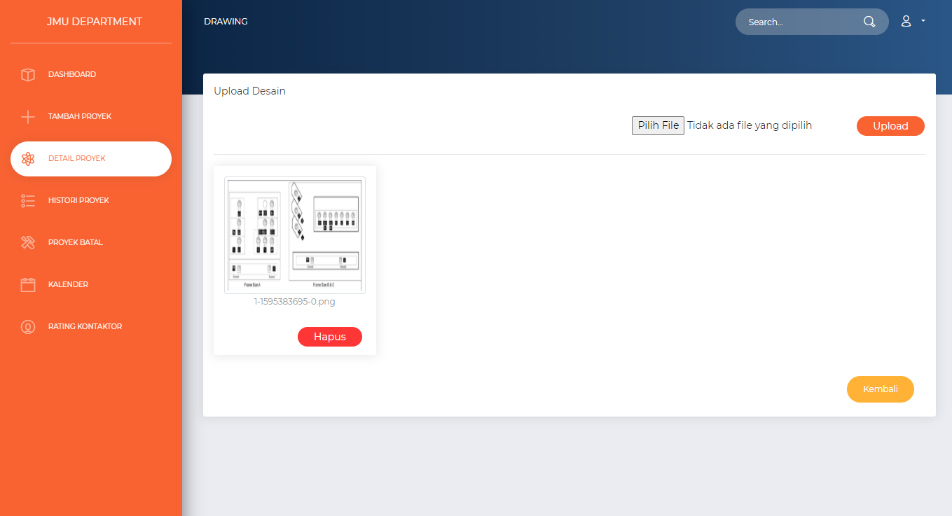 JMU DEPARTMENT
DRAWING
Search...
DASHBOARD
TAMBAH PROYEK
DETAIL PROYEK
HISTORI PROYEK
PROYEK BATAL
KALENDER
RATING KONTAKTOR
Upload Desain
Pilih File Tidak ada file yang dipilih
Upload
1-1595383695-0.png
Hapus
Kembali